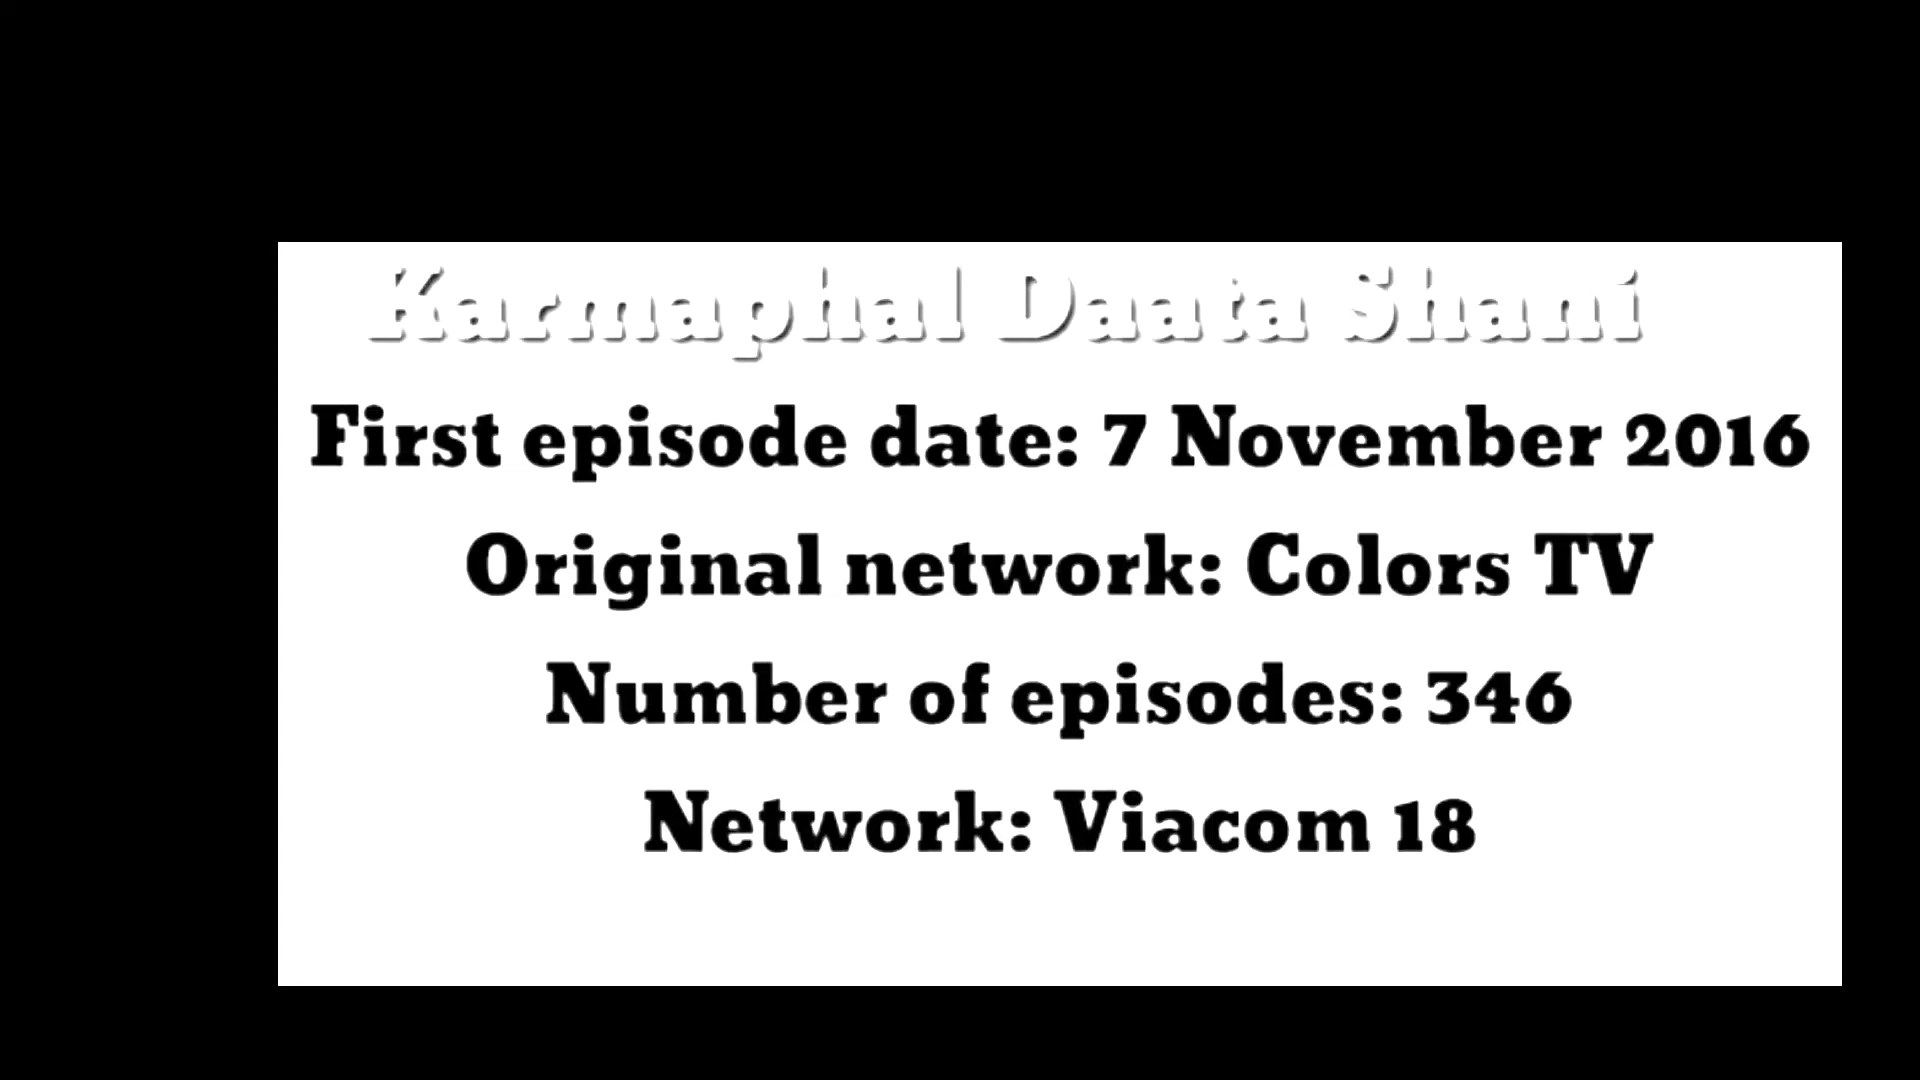 Karmaphal Daata Shani
First episode date: 7 November 2016
Original network: Colors TV
Number of episodes: 346
Network: Viacom 18